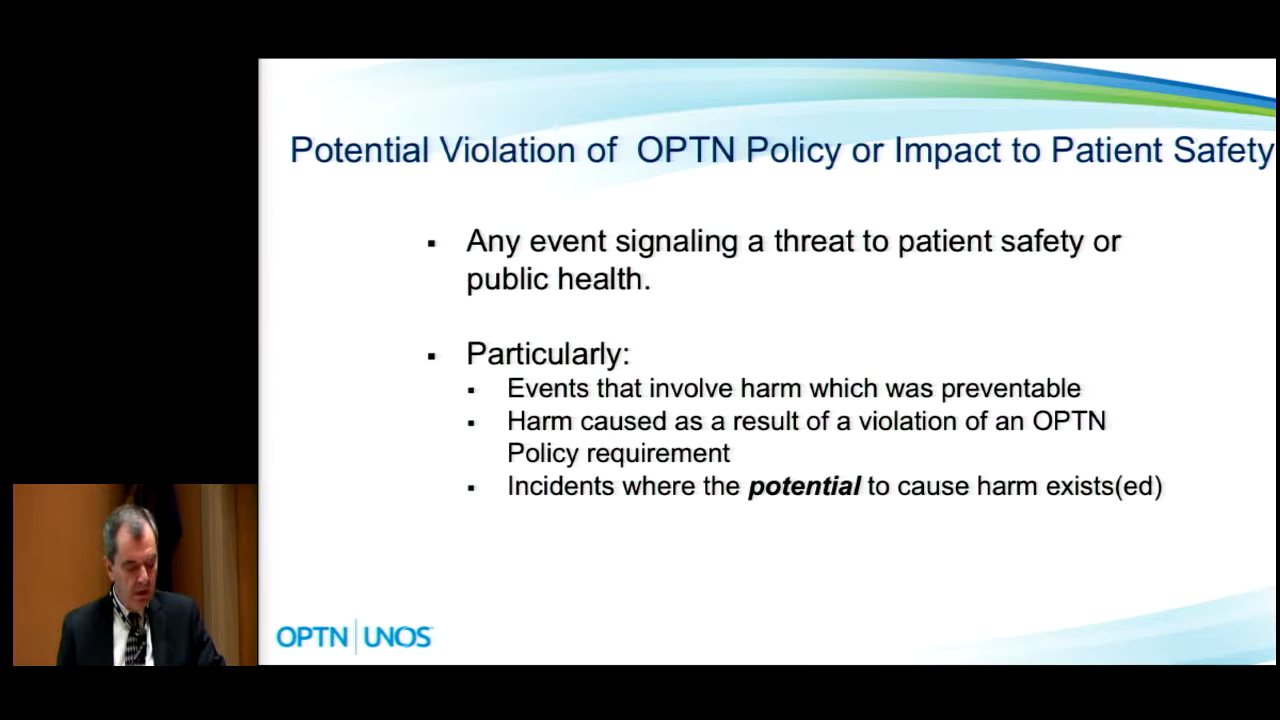 Potential Violation of OPTN Policy or Impact to Patient Safety
▪ Any event signaling a threat to patient safety or
public health.
▪ Particularly:
▪ Events that involve harm which was preventable
▪ Harm caused as a result of a violation of an OPTN
Policy requirement
▪ Incidents where the potential to cause harm exists(ed)
OPTN | UNOS